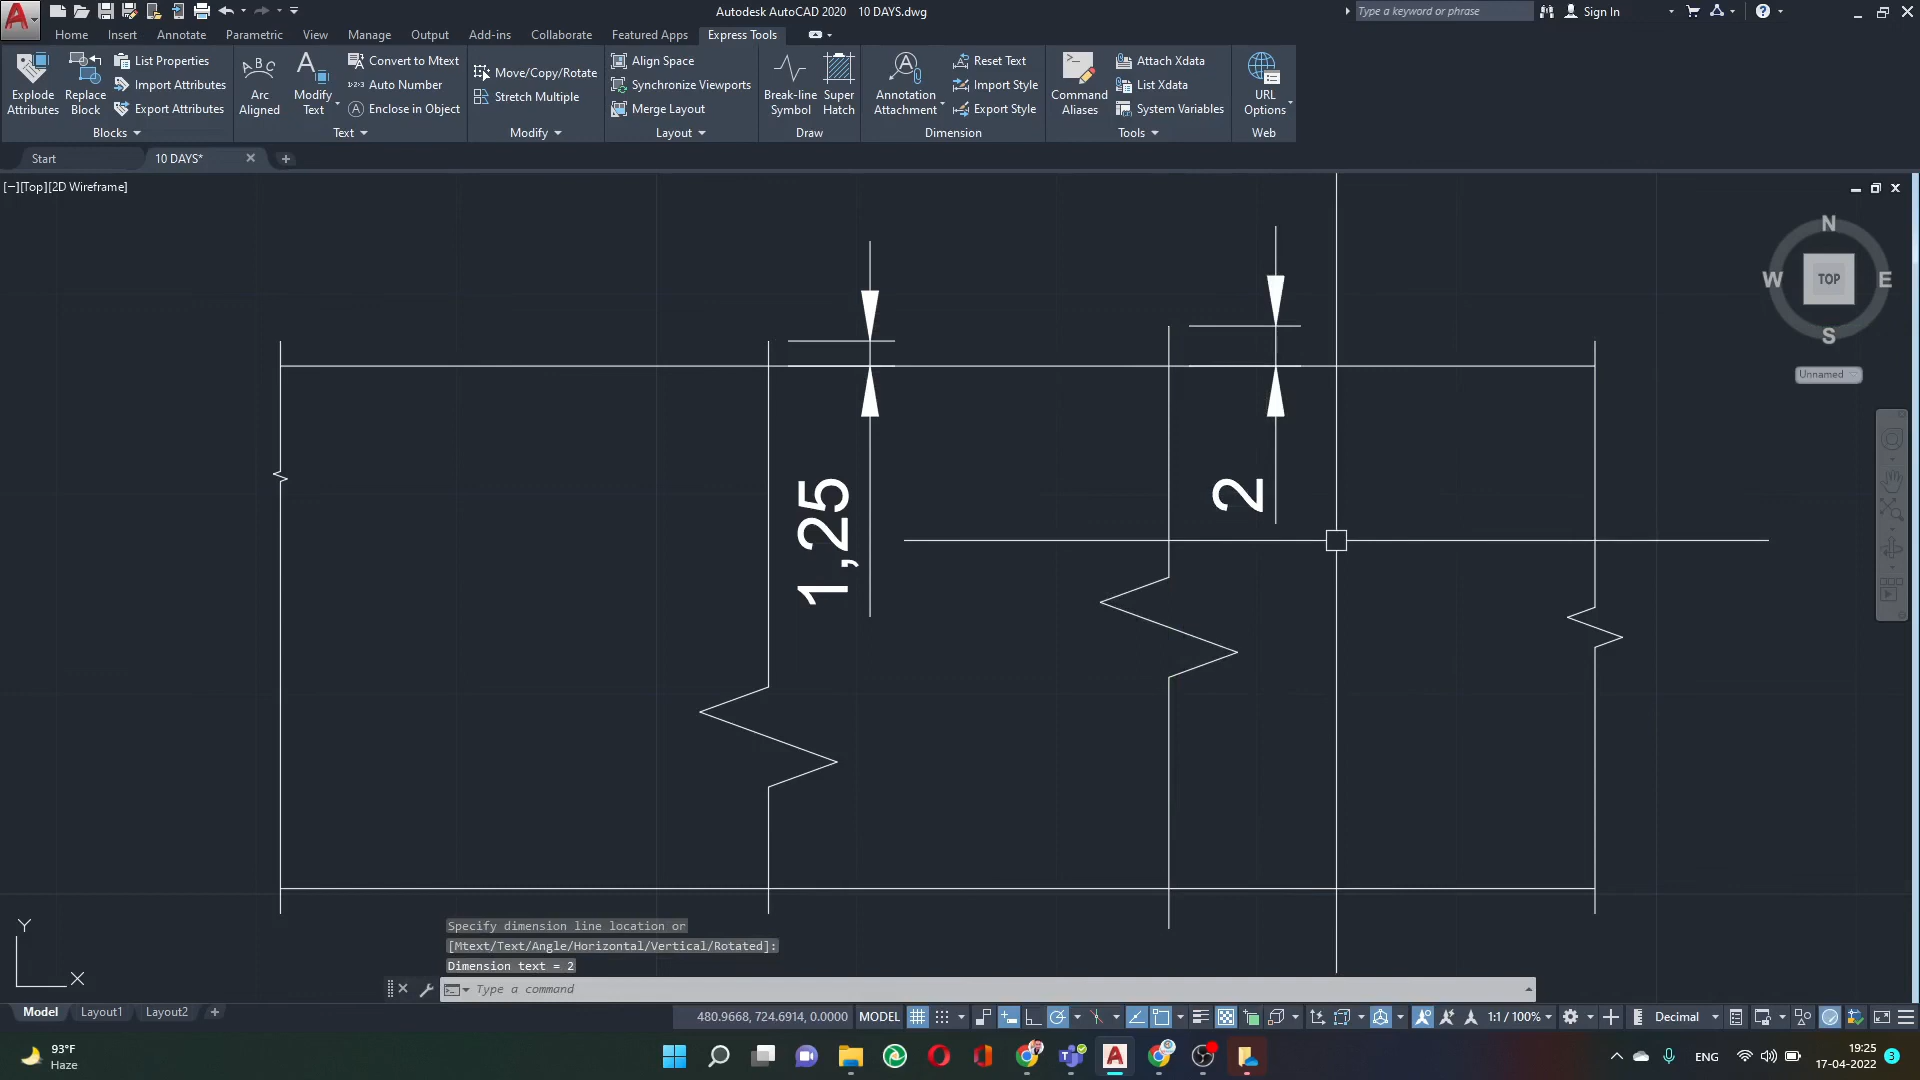 Autodesk AutoCAD 2020 10 DAYS.dwg
Type a keyword or phrase
Sign In
Home Insert Annotate Parametric View Manage Output Add-ins Collaborate Featured Apps Express Tools
Explode Attributes
Replace Block
List Properties
Import Attributes
Export Attributes
Blocks
ABC
Arc Aligned
Modify Text
Convert to Mtext
Auto Number
Enclose in Object
Text
Move/Copy/Rotate
Stretch Multiple
Modify
Align Space
Synchronize Viewports
Merge Layout
Layout
Break-line Symbol
Super Hatch
Draw
Annotation Attachment
Reset Text
Import Style
Export Style
Dimension
Command Aliases
Attach Xdata
List Xdata
System Variables
Tools
URL Options
Web
Start
10 DAYS*
[−][Top][2D Wireframe]
N
W TOP E
S
Unnamed
1,25
2
Y
X
Specify dimension line location or
[Mtext/Text/Angle/Horizontal/Vertical/Rotated]:
Dimension text = 2
Type a command
Model Layout1 Layout2
480.9668, 724.6914, 0.0000 MODEL 1:1 / 100% Decimal
93°F
Haze
ENG
19:25
17-04-2022
3